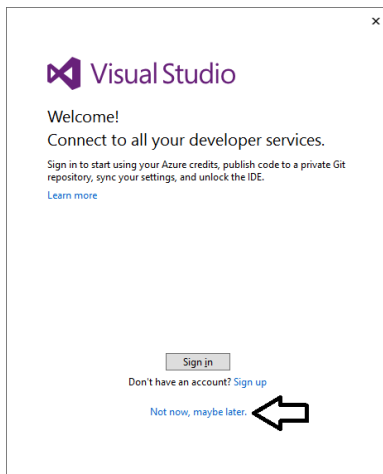 Visual Studio
Welcome!
Connect to all your developer services.
Sign in to start using your Azure credits, publish code to a private Git
repository, sync your settings, and unlock the IDE.
Learn more
Sign in
Don't have an account? Sign up
Not now, maybe later.